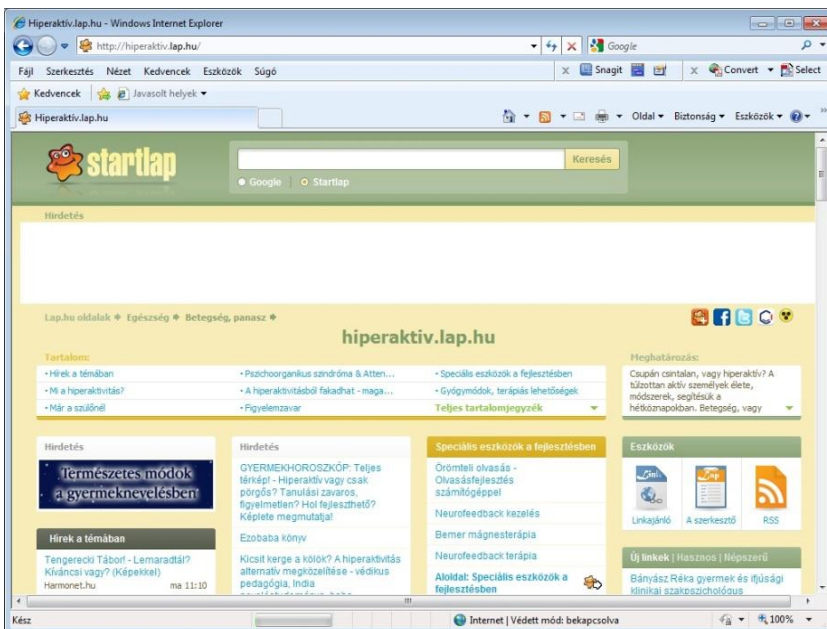 Hiperaktiv.lap.hu - Windows Internet Explorer
http://hiperaktiv.lap.hu/
Google
Fájl Szerkesztés Nézet Kedvencek Eszközök Súgó
x Snagit
x Convert Select
Kedvencek Javasolt helyek
Hiperaktiv.lap.hu
Oldal Biztonság Eszközök
startlap
Keresés
Google Startlap
Hirdetés
Lap.hu oldalak Egészség Betegség, panasz
hiperaktiv.lap.hu
Tartalom:
• Hírek a témában
• Mi a hiperaktivitás?
• Már a szülőnél
• Pszichoorganikus szindróma & Atten...
• A hiperaktivitásból fakadhat - maga...
• Figyelemzavar
• Speciális eszközök a fejlesztésben
• Gyógymódok, terápiás lehetőségek
Teljes tartalomjegyzék
Meghatározás:
Csupán csintalan, vagy hiperaktív? A
túlzottan aktív személyek élete,
módszerek, segítésük a
hétköznapokban. Betegség, vagy
Hirdetés
Természetes módok
a gyermeknevelésben
Hírek a témában
Tengerecki Tábor! - Lemaradtál?
Kíváncsi vagy? (Képekkel)
Harmonet.hu ma 11:10
Hirdetés
GYERMEKHOROSZKÓP: Teljes
térkép! - Hiperaktív vagy csak
pörgős? Tanulási zavaros,
figyelmetlen? Hol fejleszthető?
Képlete megmutatja!
Ezobaba könyv
Kicsit kerge a kölök? A hiperaktivitás
alternatív megközelítése - védikus
pedagógia, India
Speciális eszközök a fejlesztésben
Örömteli olvasás -
Olvasásfejlesztés
számítógéppel
Neurofeedback kezelés
Bemer mágnesterápia
Neurofeedback terápia
Aloldal: Speciális eszközök a
fejlesztésben
Eszközök
Linkajánló A szerkesztő RSS
Új linkek | Hasznos | Népszerű
Bányász Réka gyermek és ifjúsági
klinikai szakpszichológus
Kész
Internet | Védett mód: bekapcsolva
100%